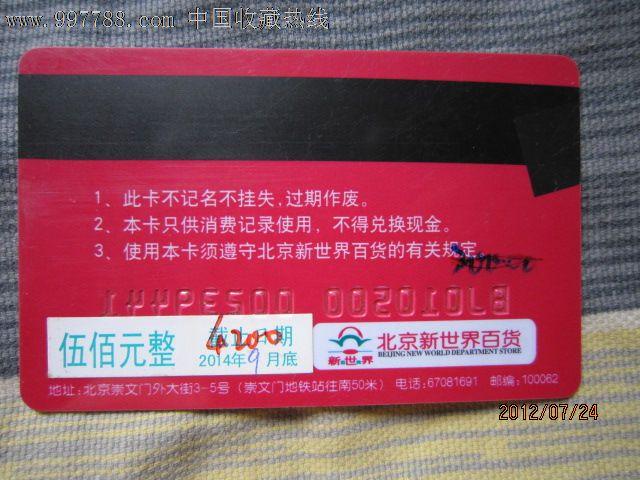 www.997788.com 中国收藏热线
1、此卡不记名不挂失,过期作废。
2、本卡只供消费记录使用，不得兑换现金。
3、使用本卡须遵守北京新世界百货的有关规定。
伍佰元整
截止日期
4200
2014年9月底
新世界
北京新世界百货
BEIJING NEW WORLD DEPARTMENT STORE
地址:北京崇文门外大街3-5号（崇文门地铁站往南50米） 电话:67081691 邮编:100062
2012/07/24